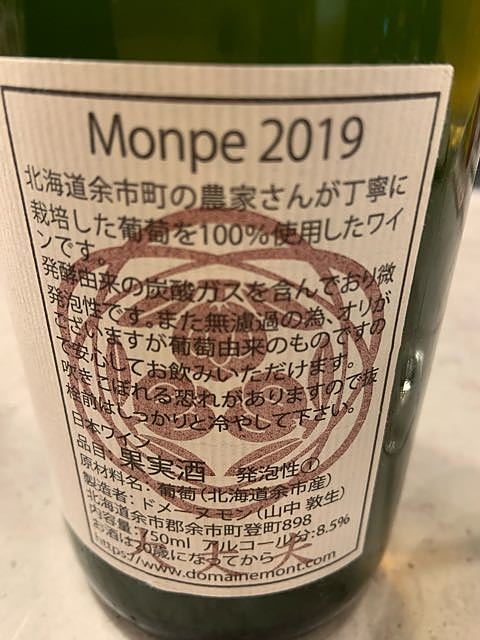 Monpe 2019
北海道余市町の農家さんが丁寧に
栽培した葡萄を100%使用したワイ
ンです。
発酵由来の炭酸ガスを含んでおり微
発泡性です。また無濾過の為、オリが
ございますが葡萄由来のものですの
で安心してお飲みいただけます。
吹きこぼれる恐れがありますので抜
栓前はしっかりと冷やして下さい。
日本ワイン
品目：果実酒 発泡性①
原材料名：葡萄（北海道余市産）
製造者：ドメーヌモン（山中 敦生）
北海道余市郡余市町登町898
内容量：750ml アルコール分：8.5%
お酒は20歳になってから
https://www.domainemont.com